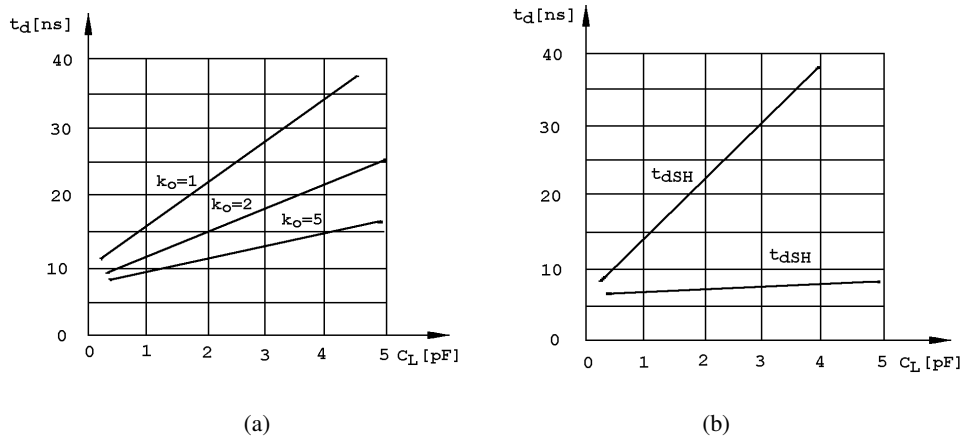 t_d[ns]
40
30
20
10
0
k_o=1
k_o=2
k_o=5
0 1 2 3 4 5 C_L[pF]
(a)
t_d[ns]
40
30
20
10
0
t_dSH
t_dSH
0 1 2 3 4 5 C_L[pF]
(b)